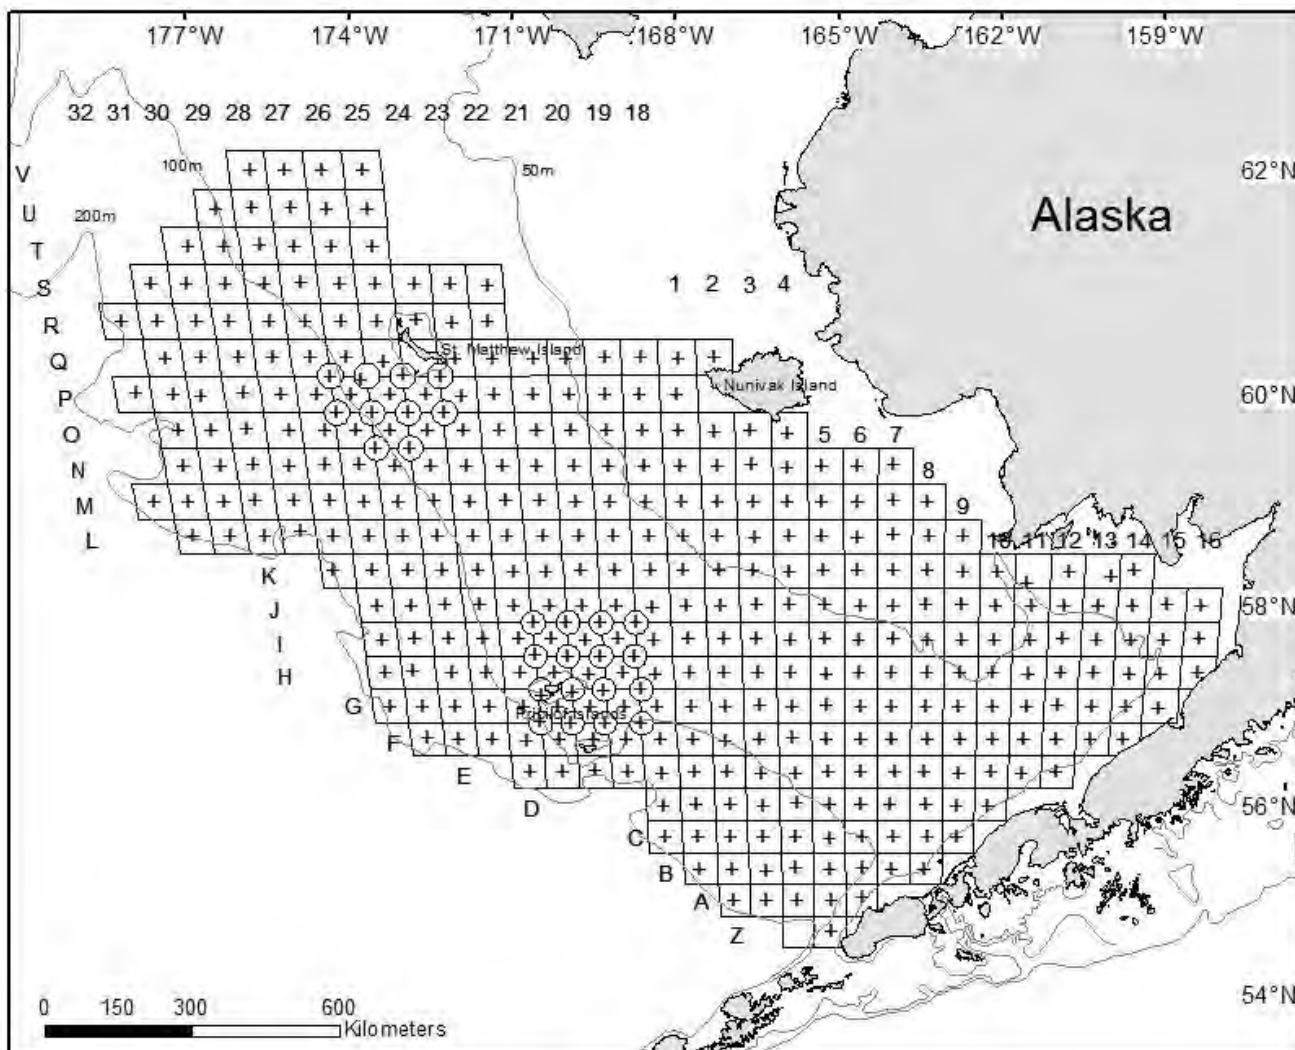 177°W 174°W 171°W 168°W 165°W 162°W 159°W
32 31 30 29 28 27 26 25 24 23 22 21 20 19 18
100m
50m
V
62°N
Alaska
U
200m
T
S
1 2 3 4
R
St. Matthew Island
Q
Nunivak Island
60°N
P
O
5 6 7
N
8
M
9
L
10 11 12 13 14 15 16
K
J
58°N
I
H
G
Pribilof Islands
F
E
D
56°N
C
B
A
Z
54°N
0 150 300 600
Kilometers